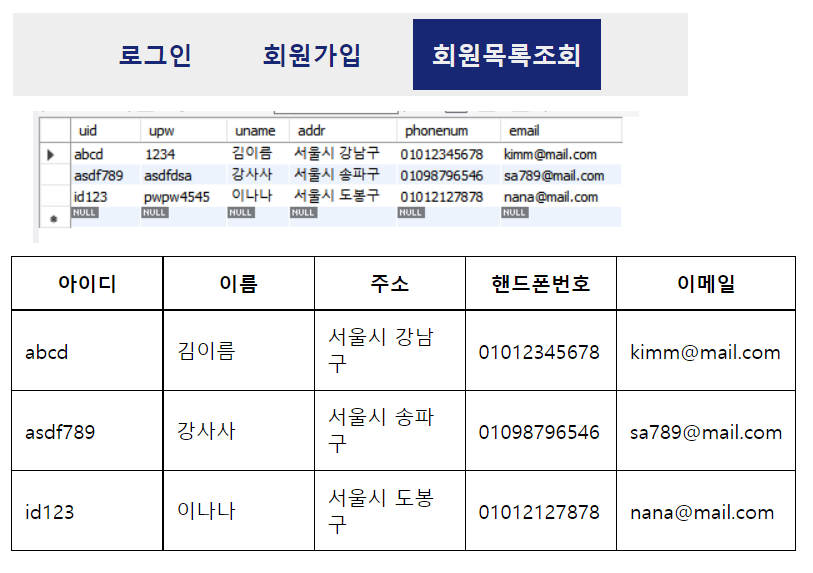 로그인 회원가입 회원목록조회
uid upw uname addr phonenum email
abcd 1234 김이름 서울시 강남구 01012345678 kimm@mail.com
asdf789 asdfdsa 강사사 서울시 송파구 01098796546 sa789@mail.com
id123 pwpw4545 이나나 서울시 도봉구 01012127878 nana@mail.com
NULL NULL NULL NULL NULL NULL
아이디 이름 주소 핸드폰번호 이메일
abcd 김이름 서울시 강남
구 01012345678 kimm@mail.com
asdf789 강사사 서울시 송파
구 01098796546 sa789@mail.com
id123 이나나 서울시 도봉
구 01012127878 nana@mail.com